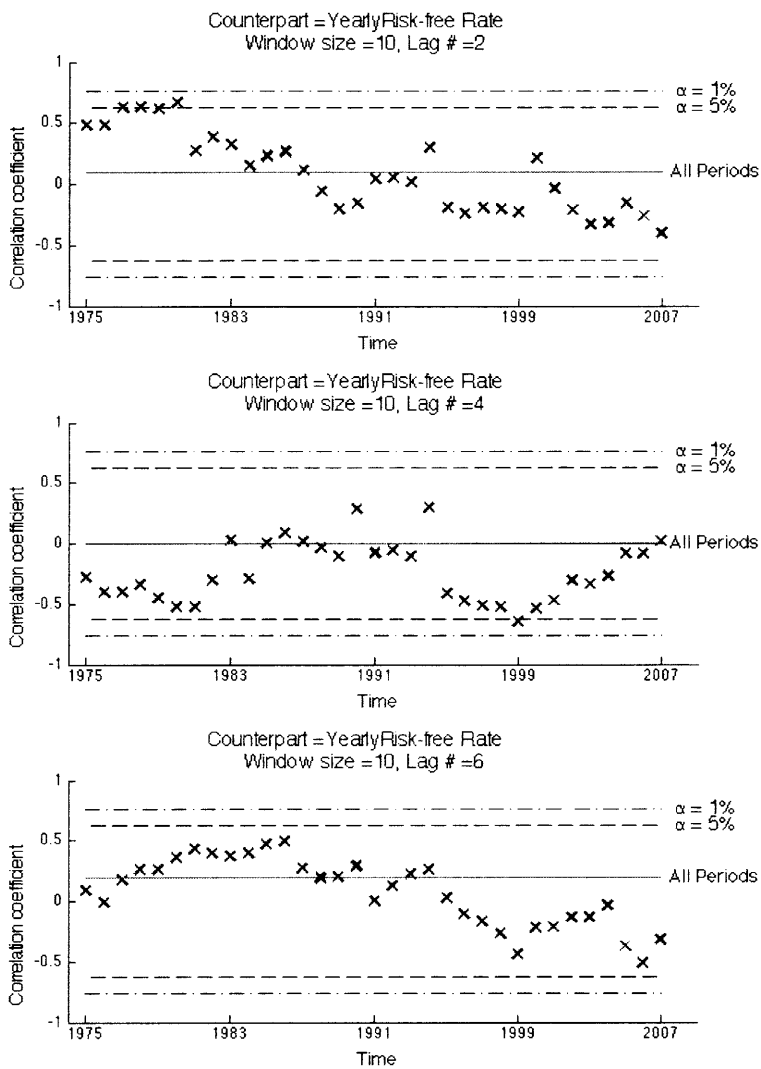 Counterpart =YearlyRisk-free Rate
Window size =10, Lag # =2
1
α = 1%
α = 5%
0.5
All Periods
0
-0.5
-1
Correlation coefficient
1975 1983 1991 1999 2007
Time
Counterpart =YearlyRisk-free Rate
Window size =10, Lag # =4
1
α = 1%
α = 5%
0.5
All Periods
0
-0.5
-1
Correlation coefficient
1975 1983 1991 1999 2007
Time
Counterpart =YearlyRisk-free Rate
Window size =10, Lag # =6
1
α = 1%
α = 5%
0.5
All Periods
0
-0.5
-1
Correlation coefficient
1975 1983 1991 1999 2007
Time